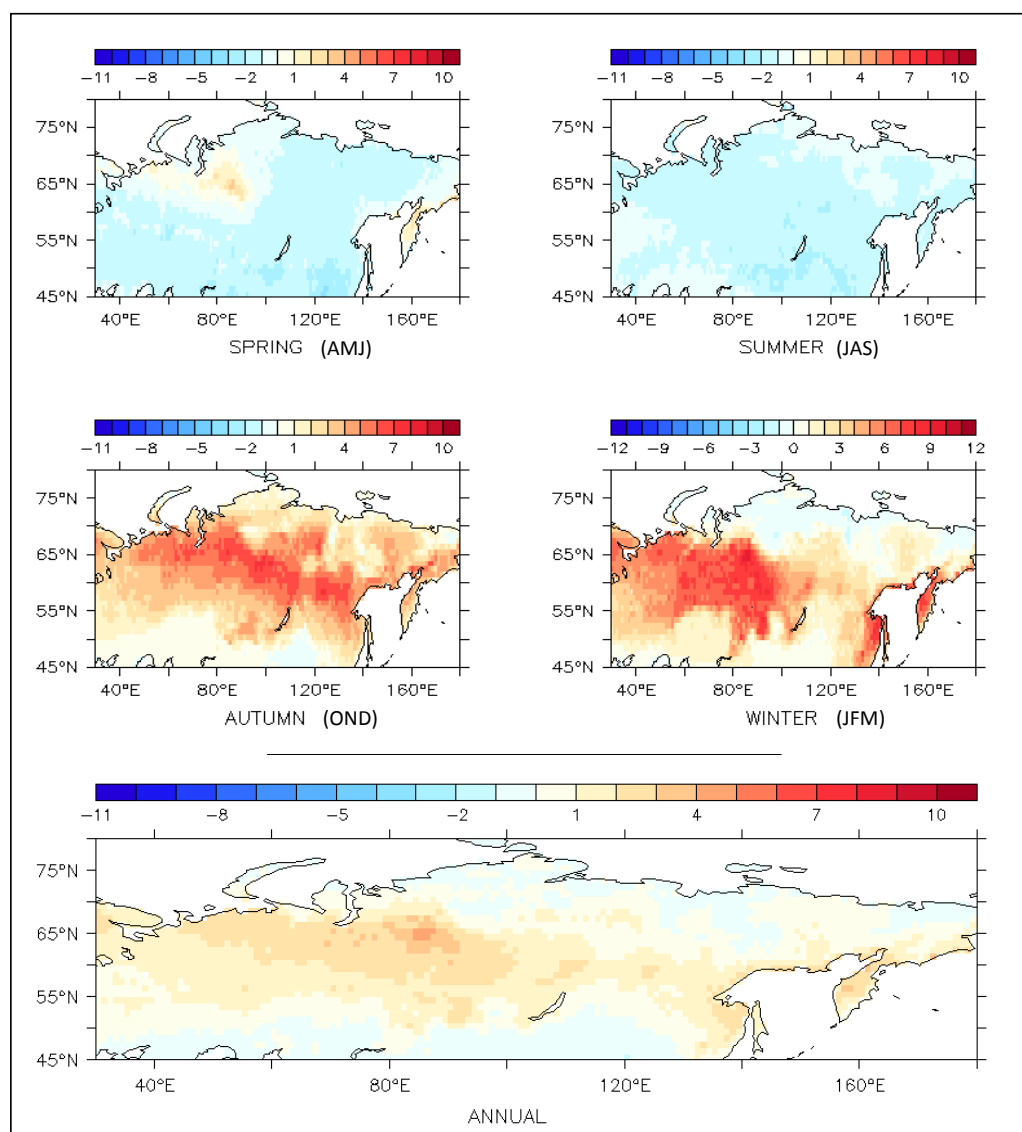 -11 -8 -5 -2 1 4 7 10
75°N
65°N
55°N
45°N
40°E 80°E 120°E 160°E
SPRING (AMJ)
-11 -8 -5 -2 1 4 7 10
75°N
65°N
55°N
45°N
40°E 80°E 120°E 160°E
SUMMER (JAS)
-11 -8 -5 -2 1 4 7 10
75°N
65°N
55°N
45°N
40°E 80°E 120°E 160°E
AUTUMN (OND)
-12 -9 -6 -3 0 3 6 9 12
75°N
65°N
55°N
45°N
40°E 80°E 120°E 160°E
WINTER (JFM)
-11 -8 -5 -2 1 4 7 10
75°N
65°N
55°N
45°N
40°E 80°E 120°E 160°E
ANNUAL